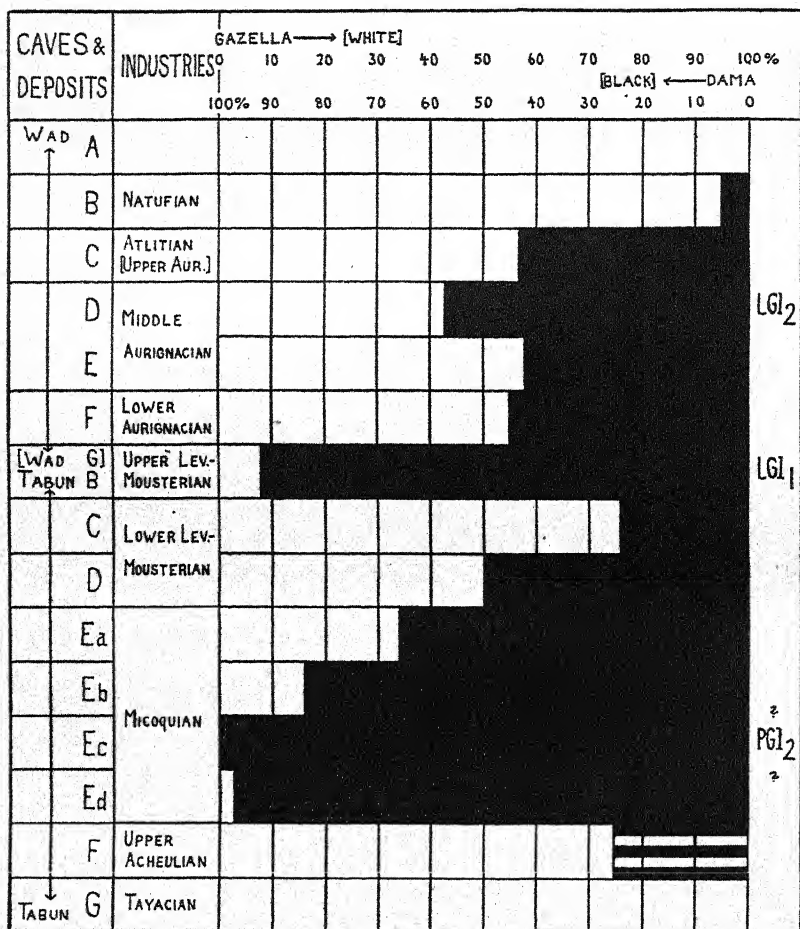 CAVES & DEPOSITS
INDUSTRIES
GAZELLA ⟶ [WHITE]
0 10 20 30 40 50 60 70 80 90 100%
[BLACK] ⟵ DAMA
100% 90 80 70 60 50 40 30 20 10 0
WAD A
B NATUFIAN
C ATLITIAN
[UPPER AUR.]
D MIDDLE
E AURIGNACIAN
LGI2
F LOWER
AURIGNACIAN
[WAD G] UPPER LEV.-
TABUN B MOUSTERIAN
LGI1
C LOWER LEV-
D MOUSTERIAN
Ea
Eb
MICOQUIAN
Ec
?
PGI2
?
Ed
F UPPER
ACHEULIAN
TABUN G TAYACIAN